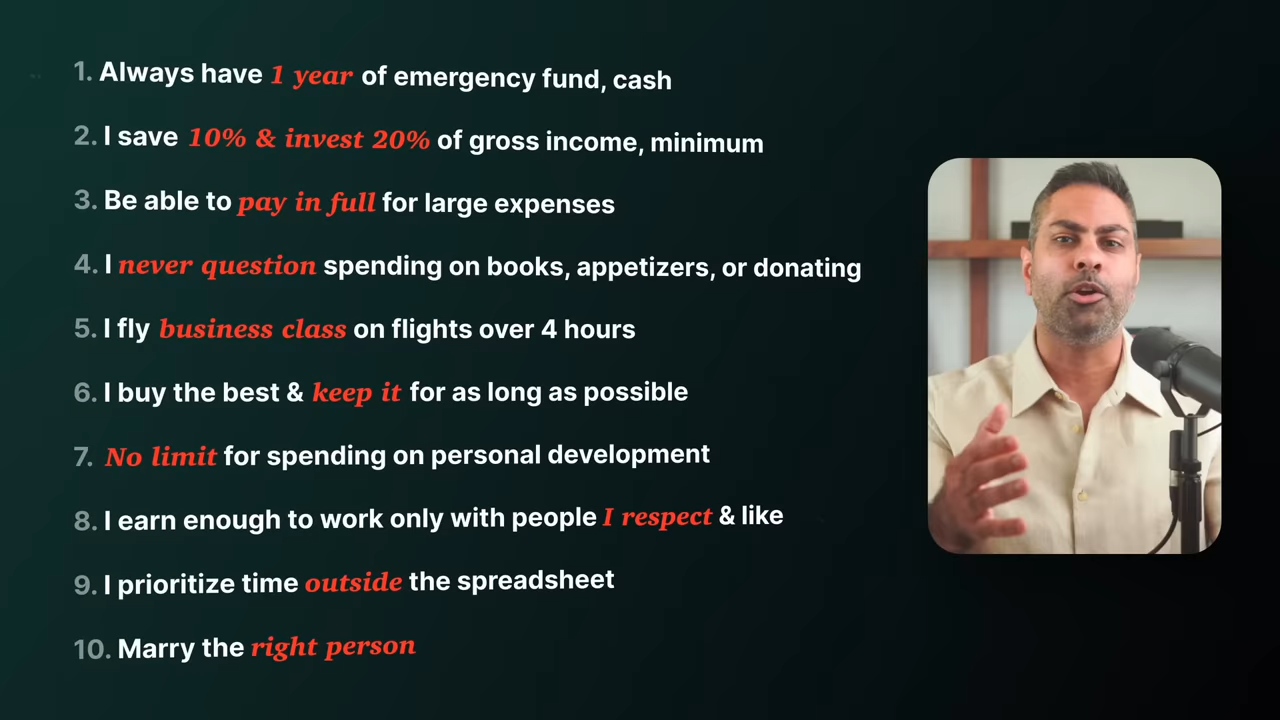 1. Always have 1 year of emergency fund, cash
2. I save 10% & invest 20% of gross income, minimum
3. Be able to pay in full for large expenses
4. I never question spending on books, appetizers, or donating
5. I fly business class on flights over 4 hours
6. I buy the best & keep it for as long as possible
7. No limit for spending on personal development
8. I earn enough to work only with people I respect & like
9. I prioritize time outside the spreadsheet
10. Marry the right person